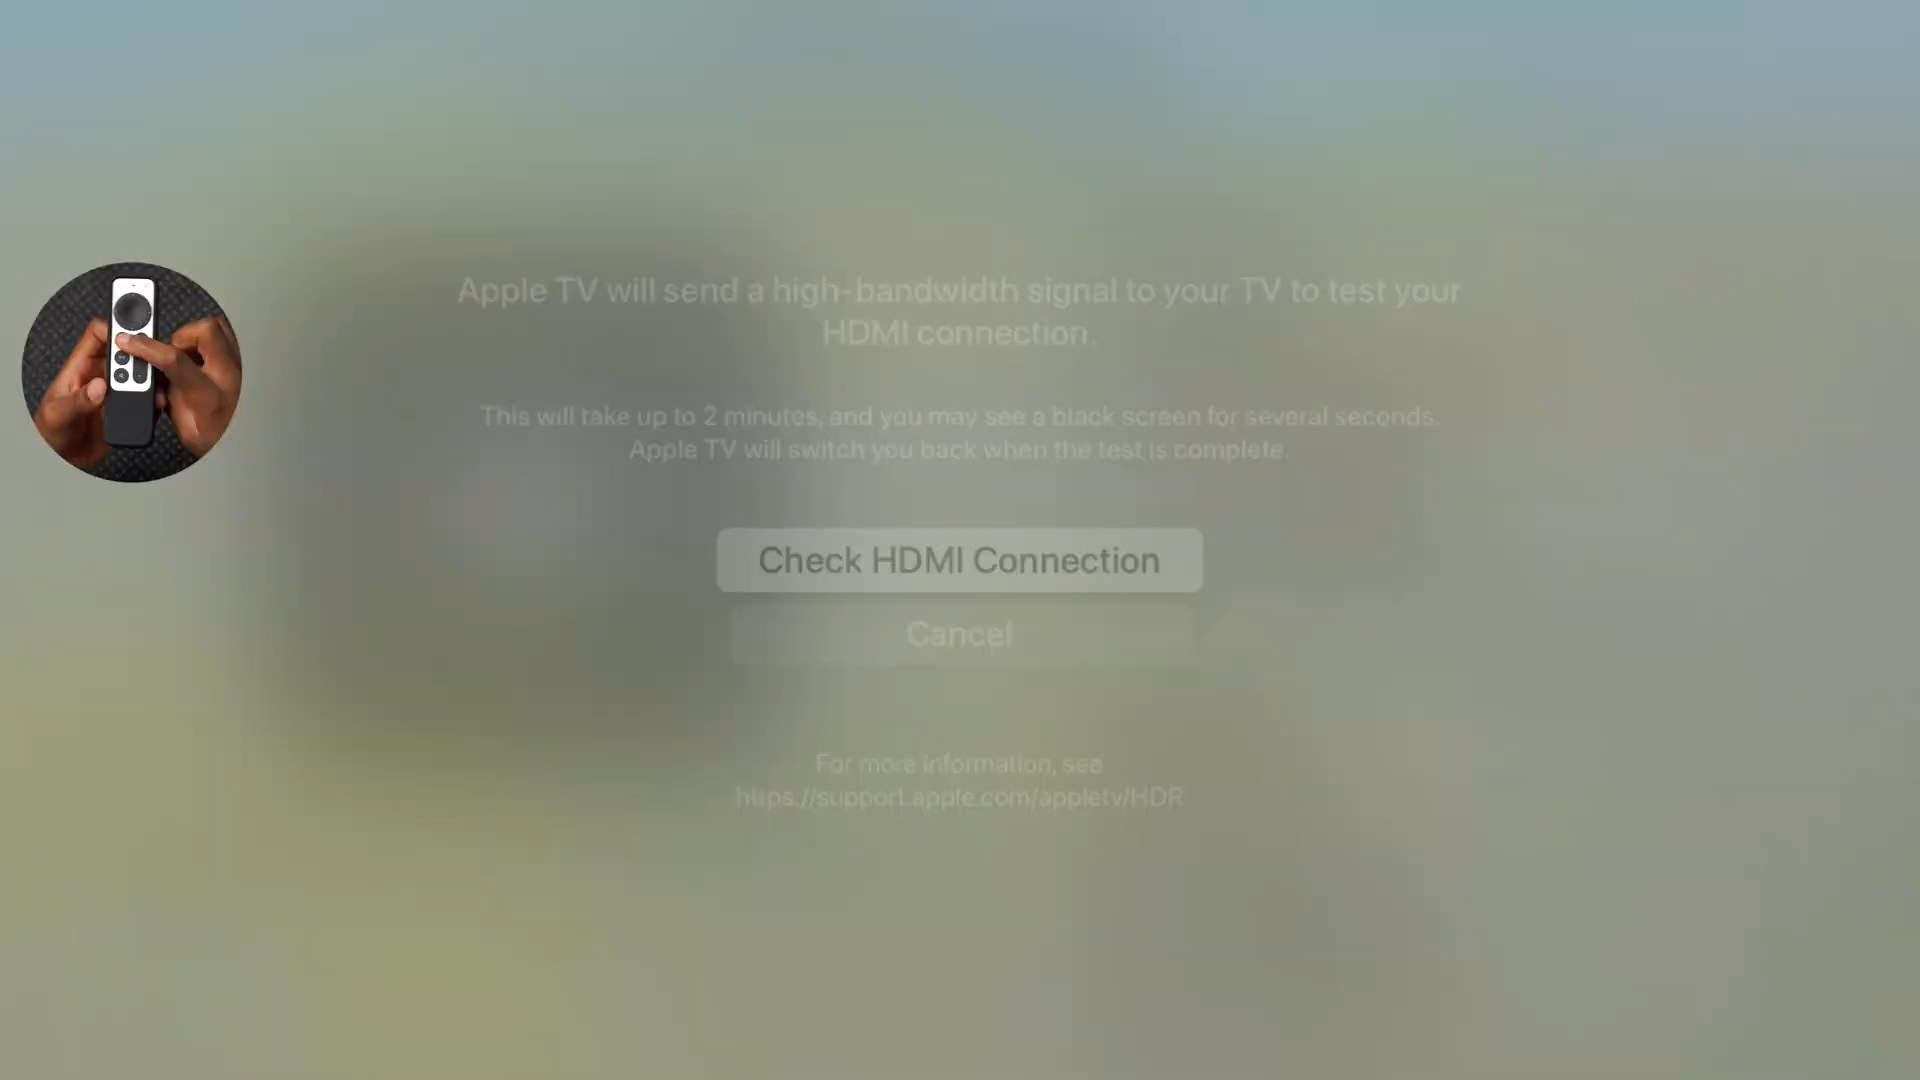 Apple TV will send a high-bandwidth signal to your TV to test your
HDMI connection.
This will take up to 2 minutes, and you may see a black screen for several seconds.
Apple TV will switch you back when the test is complete.
Check HDMI Connection
Cancel
For more information, see
https://support.apple.com/appletv/HDR